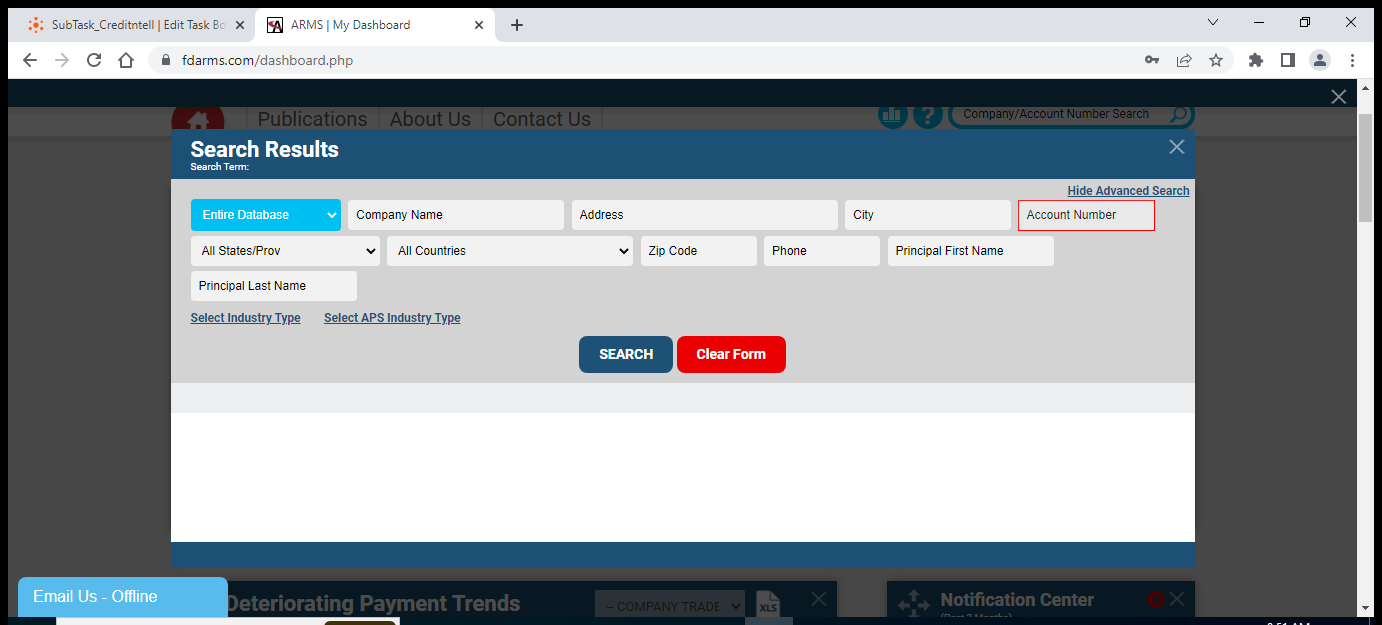 SubTask_Creditntell | Edit Task Bo
ARMS | My Dashboard
fdarms.com/dashboard.php
Publications
About Us
Contact Us
Company/Account Number Search
Search Results
Search Term:
Hide Advanced Search
Entire Database
Company Name
Address
City
Account Number
All States/Prov
All Countries
Zip Code
Phone
Principal First Name
Principal Last Name
Select Industry Type
Select APS Industry Type
SEARCH
Clear Form
Email Us - Offline
Deteriorating Payment Trends
-- COMPANY TRADE
XLS
Notification Center
(Past 3 Months)